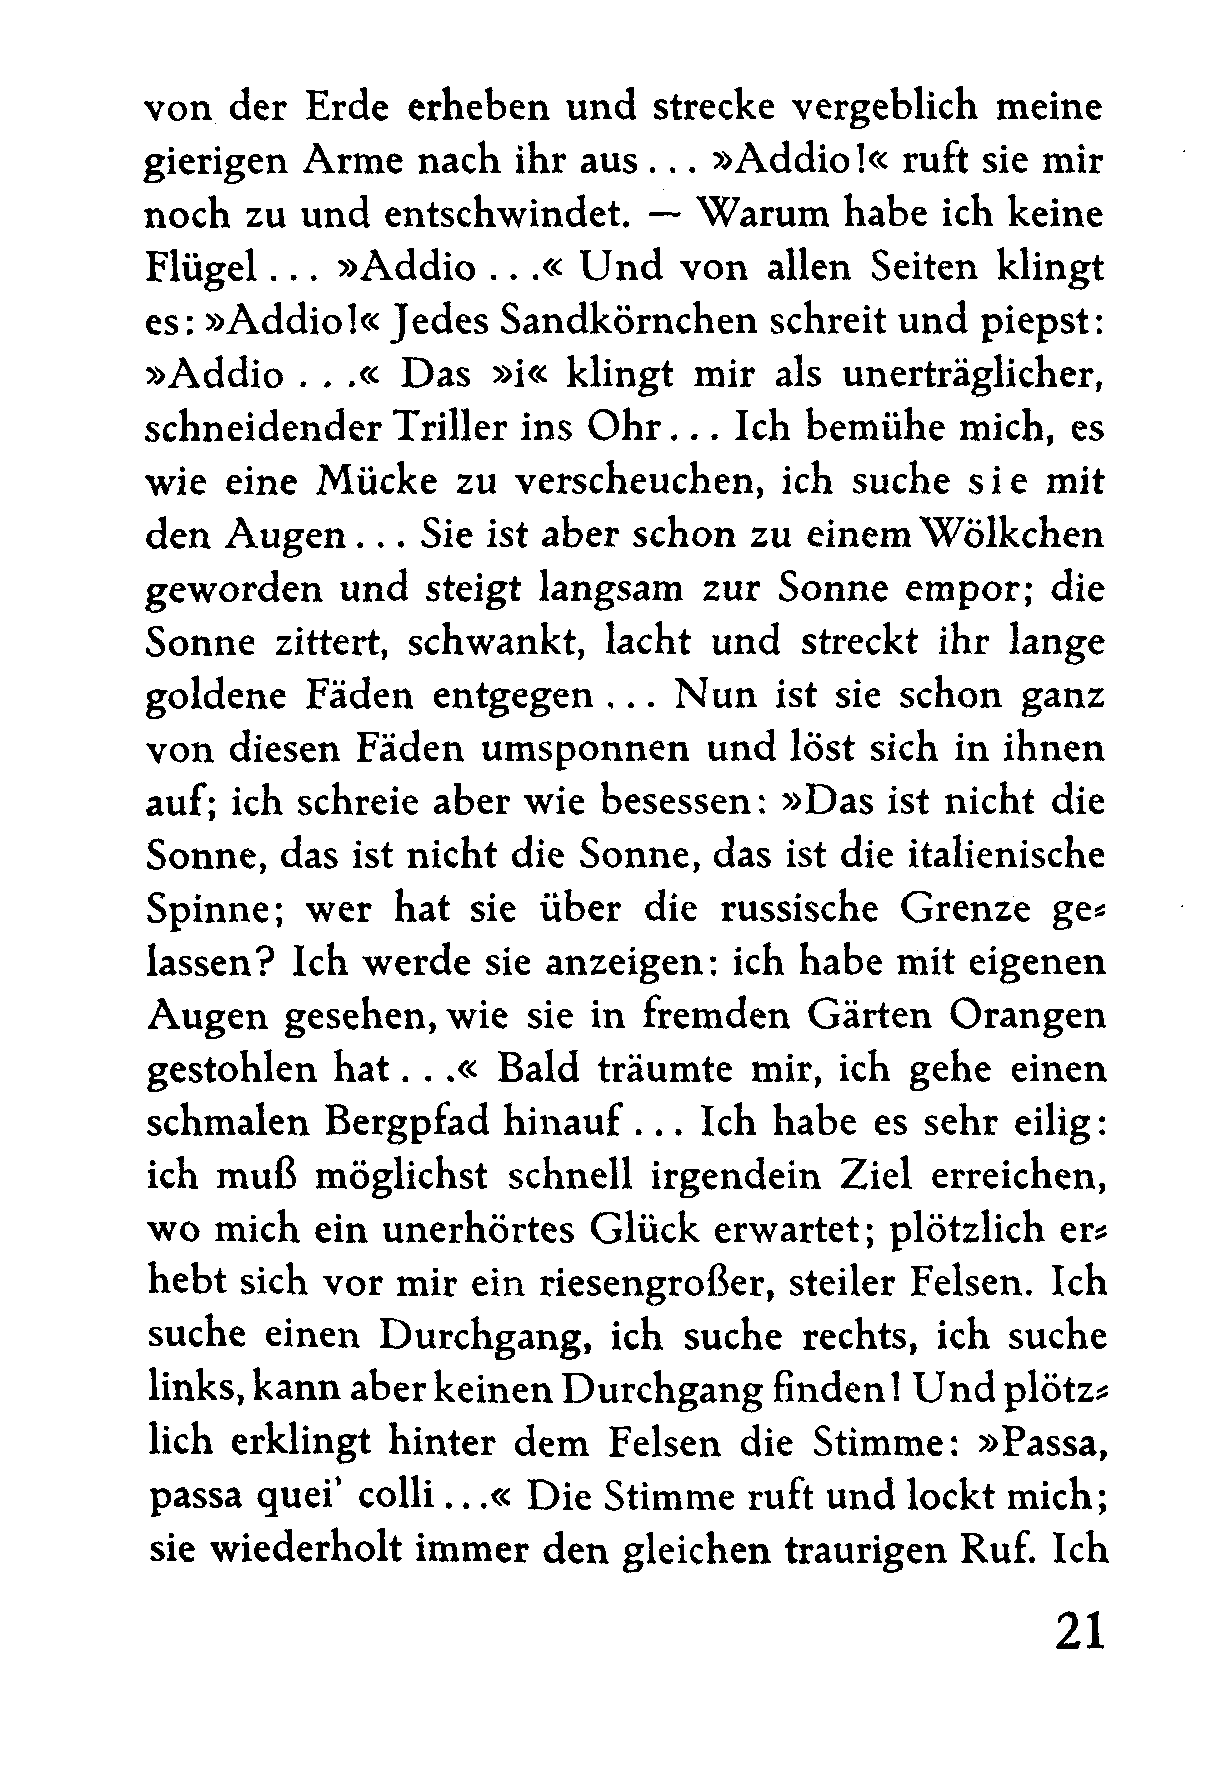 von der Erde erheben und strecke vergeblich meine
gierigen Arme nach ihr aus . . . »Addio!« ruft sie mir
noch zu und entschwindet. — Warum habe ich keine
Flügel . . . »Addio . . .« Und von allen Seiten klingt
es: »Addio!« Jedes Sandkörnchen schreit und piepst:
»Addio . . .« Das »i« klingt mir als unerträglicher,
schneidender Triller ins Ohr . . . Ich bemühe mich, es
wie eine Mücke zu verscheuchen, ich suche s i e mit
den Augen . . . Sie ist aber schon zu einem Wölkchen
geworden und steigt langsam zur Sonne empor; die
Sonne zittert, schwankt, lacht und streckt ihr lange
goldene Fäden entgegen . . . Nun ist sie schon ganz
von diesen Fäden umsponnen und löst sich in ihnen
auf; ich schreie aber wie besessen: »Das ist nicht die
Sonne, das ist nicht die Sonne, das ist die italienische
Spinne; wer hat sie über die russische Grenze ge⸗
lassen? Ich werde sie anzeigen: ich habe mit eigenen
Augen gesehen, wie sie in fremden Gärten Orangen
gestohlen hat . . .« Bald träumte mir, ich gehe einen
schmalen Bergpfad hinauf . . . Ich habe es sehr eilig:
ich muß möglichst schnell irgendein Ziel erreichen,
wo mich ein unerhörtes Glück erwartet; plötzlich er⸗
hebt sich vor mir ein riesengroßer, steiler Felsen. Ich
suche einen Durchgang, ich suche rechts, ich suche
links, kann aber keinen Durchgang finden! Und plötz⸗
lich erklingt hinter dem Felsen die Stimme: »Passa,
passa quei' colli . . .« Die Stimme ruft und lockt mich;
sie wiederholt immer den gleichen traurigen Ruf. Ich
21